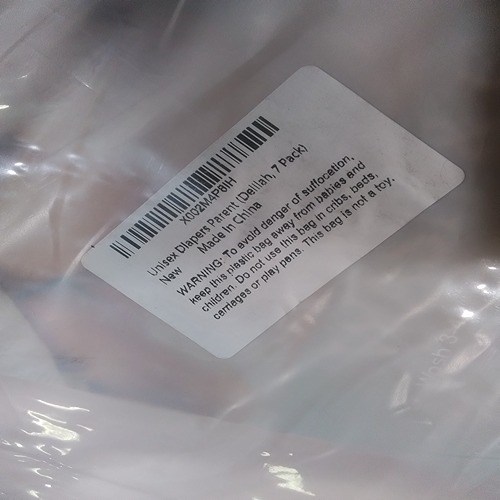 X002M4P8IH
Unisex Diapers Parent (Delilah, 7 Pack)
New Made In China
WARNING: To avoid danger of suffocation,
keep this plastic bag away from babies and
children. Do not use this bag in cribs, beds,
carriages or play pens. This bag is not a toy.